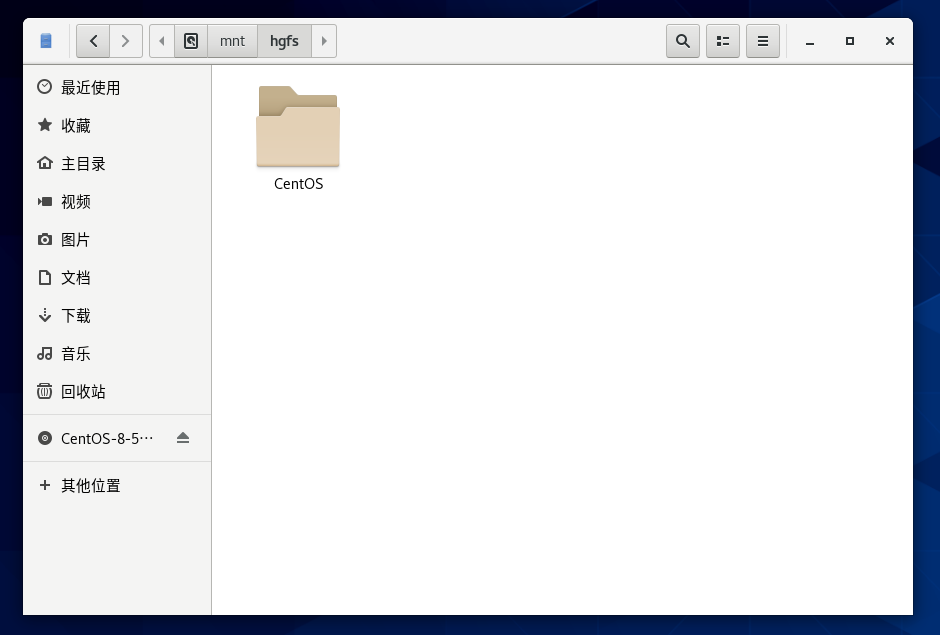 mnt
hgfs
最近使用
收藏
主目录
视频
图片
文档
下载
音乐
回收站
CentOS-8-5…
其他位置
CentOS